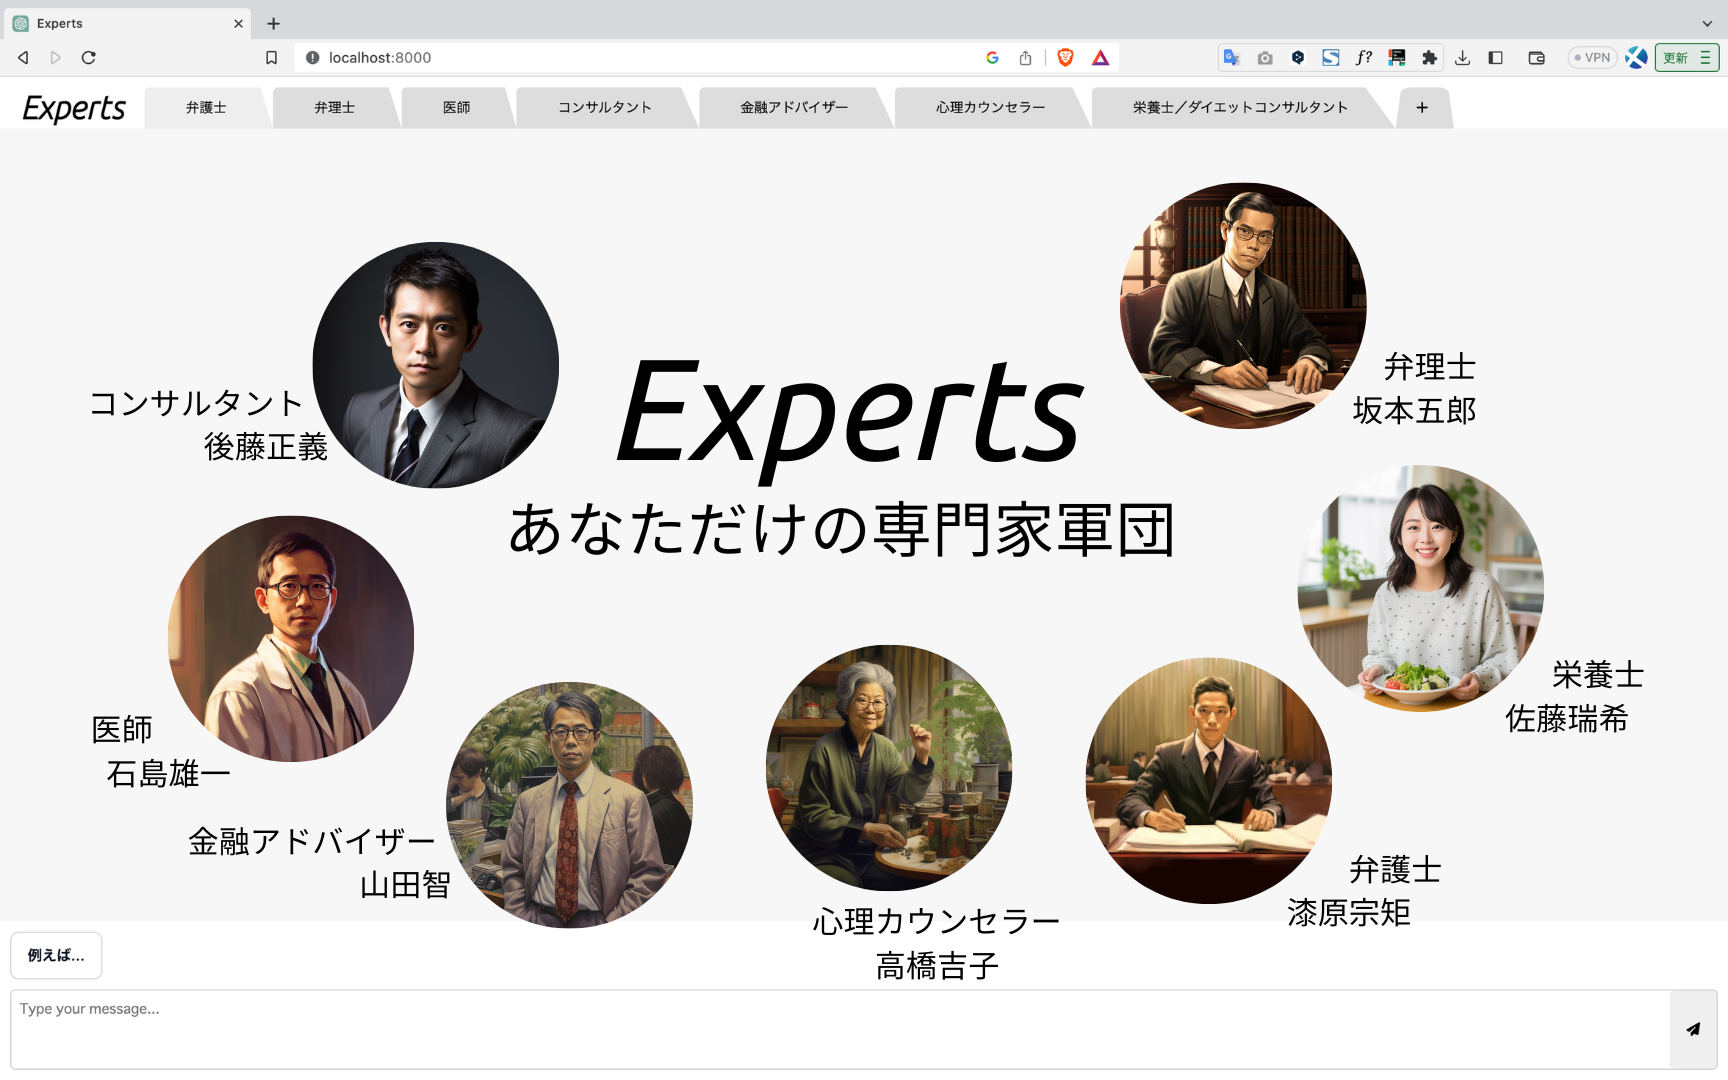 Experts
localhost:8000
VPN
更新
Experts
弁護士
弁理士
医師
コンサルタント
金融アドバイザー
心理カウンセラー
栄養士／ダイエットコンサルタント
+
弁理士
坂本五郎
コンサルタント
後藤正義
Experts
あなただけの専門家軍団
栄養士
佐藤瑞希
医師
石島雄一
金融アドバイザー
山田智
弁護士
漆原宗矩
心理カウンセラー
高橋吉子
例えば...
Type your message...